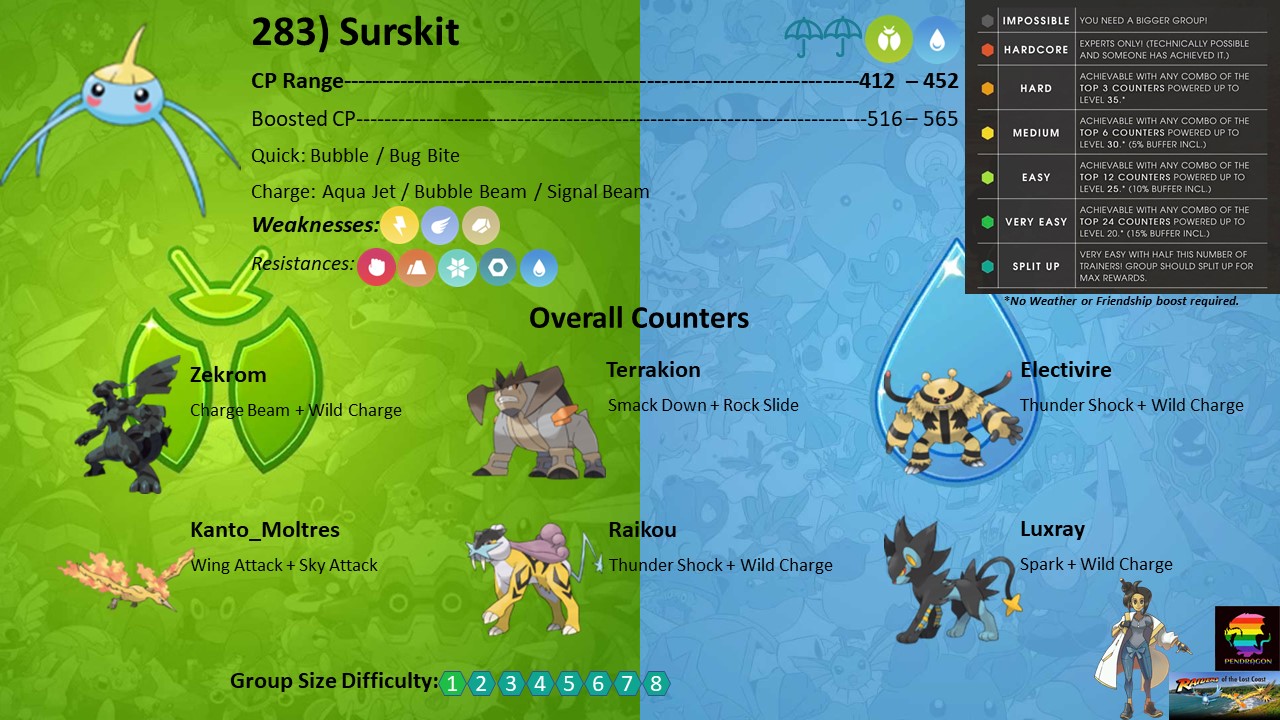 283) Surskit
CP Range------------------------------------------------------------------------------------412 – 452
Boosted CP-------------------------------------------------------------------------516 – 565
Quick: Bubble / Bug Bite
Charge: Aqua Jet / Bubble Beam / Signal Beam
Weaknesses:
Resistances:
IMPOSSIBLE YOU NEED A BIGGER GROUP!
HARDCORE EXPERTS ONLY! (TECHNICALLY POSSIBLE
AND SOMEONE HAS ACHIEVED IT.)
HARD ACHIEVABLE WITH ANY COMBO OF THE
TOP 3 COUNTERS POWERED UP TO
LEVEL 35.*
MEDIUM ACHIEVABLE WITH ANY COMBO OF THE
TOP 6 COUNTERS POWERED UP TO
LEVEL 30.* (5% BUFFER INCL.)
EASY ACHIEVABLE WITH ANY COMBO OF THE
TOP 12 COUNTERS POWERED UP TO
LEVEL 25.* (10% BUFFER INCL.)
VERY EASY ACHIEVABLE WITH ANY COMBO OF THE
TOP 24 COUNTERS POWERED UP TO
LEVEL 20.* (15% BUFFER INCL.)
SPLIT UP VERY EASY WITH HALF THIS NUMBER OF
TRAINERS! GROUP SHOULD SPLIT UP FOR
MAX REWARDS.
*No Weather or Friendship boost required.
Overall Counters
Zekrom
Charge Beam + Wild Charge
Terrakion
Smack Down + Rock Slide
Electivire
Thunder Shock + Wild Charge
Kanto_Moltres
Wing Attack + Sky Attack
Raikou
Thunder Shock + Wild Charge
Luxray
Spark + Wild Charge
Group Size Difficulty: 1 2 3 4 5 6 7 8
PENDRAGON
RAIDERS of the Lost Coast